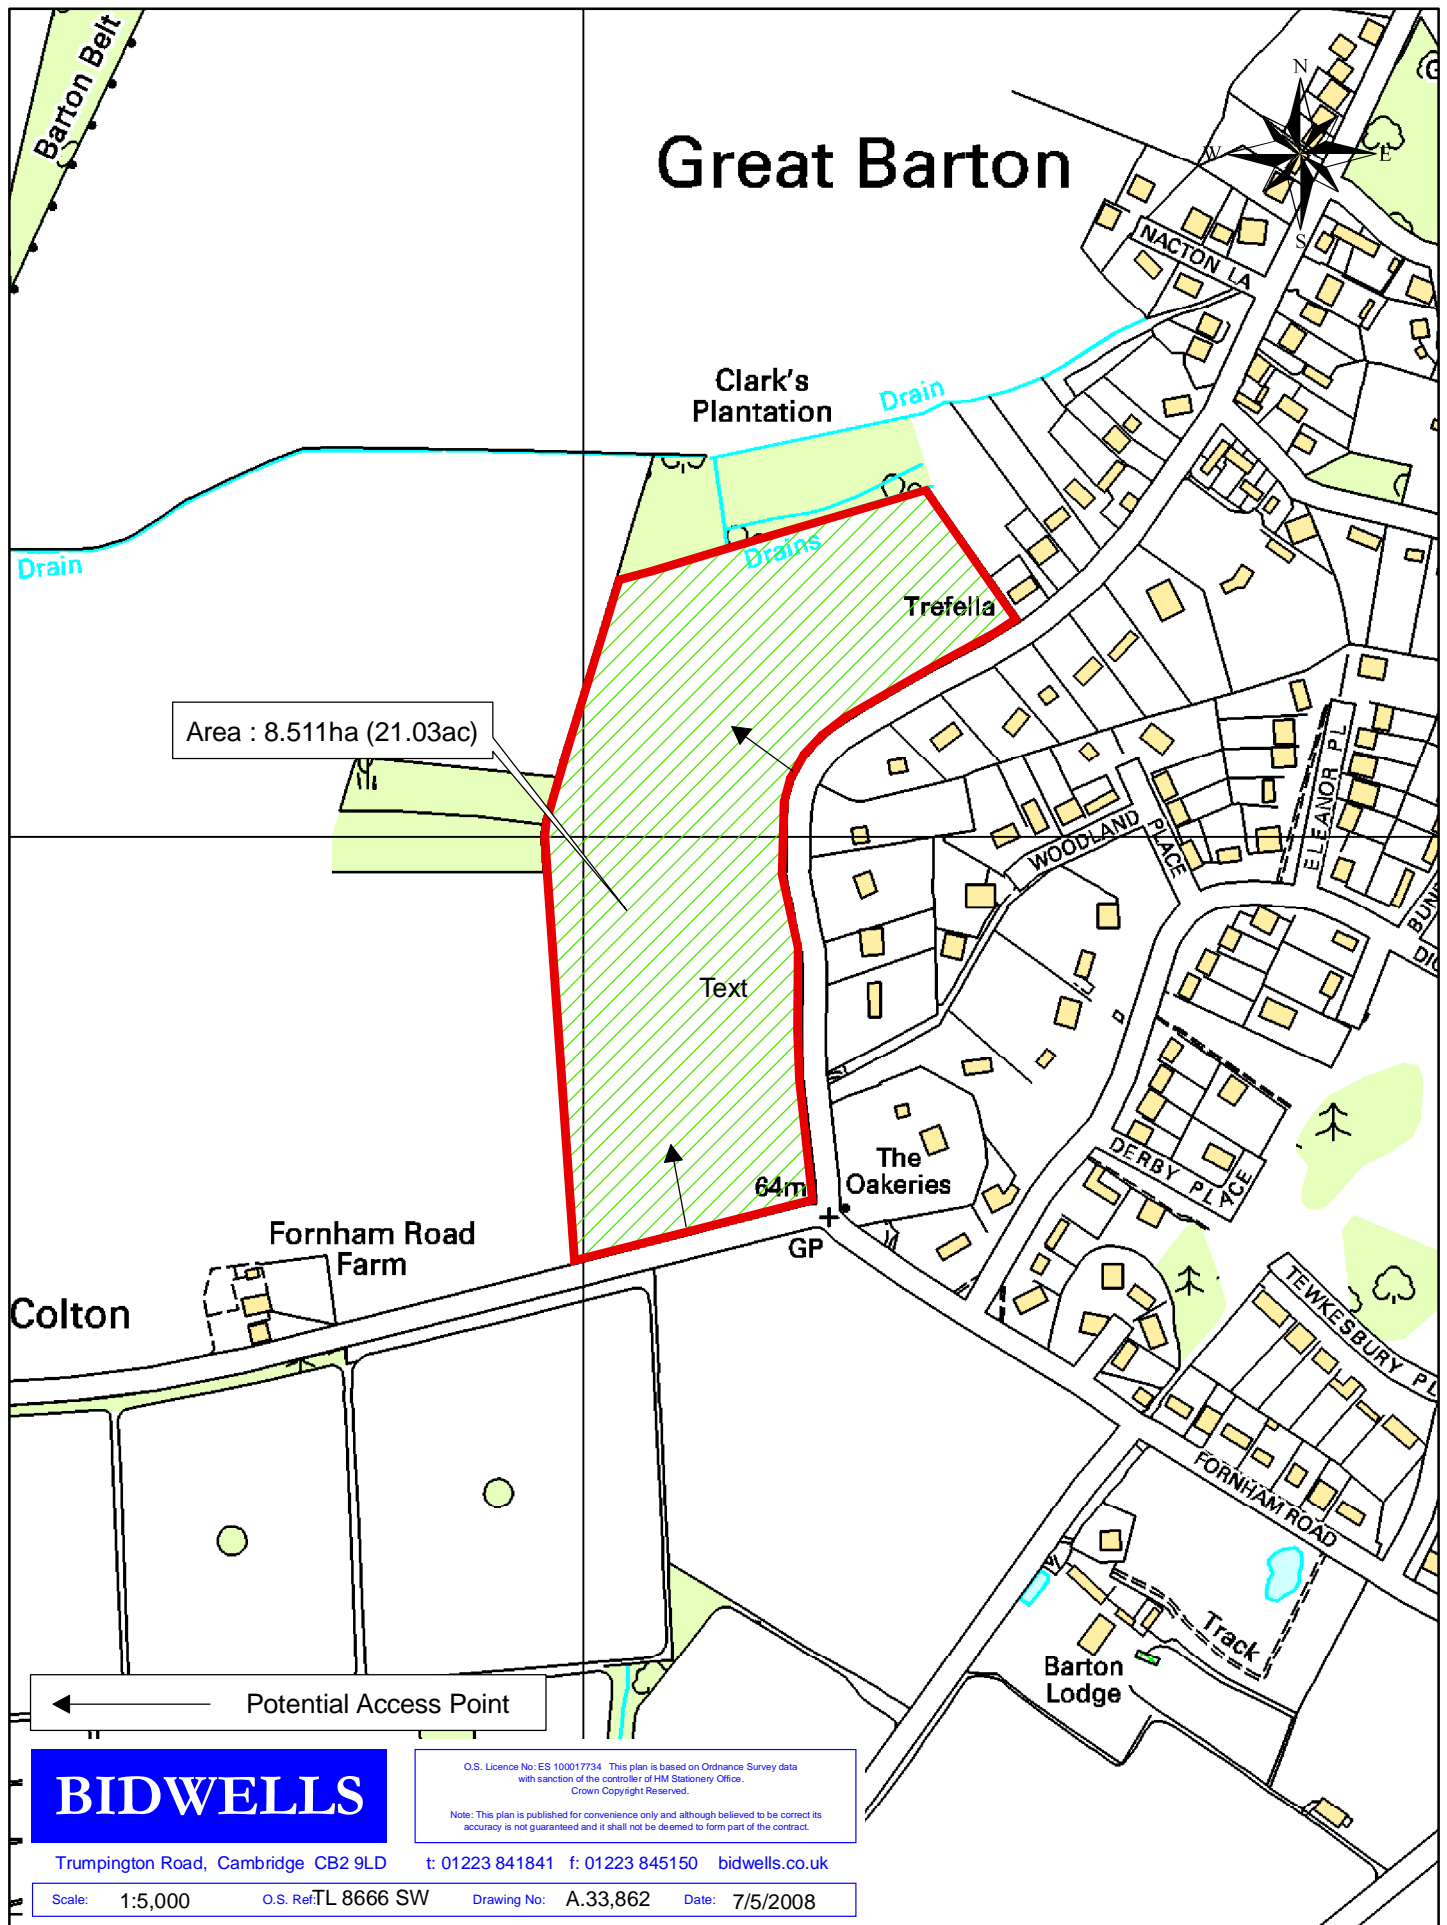 Barton Belt
Great Barton
N
W
E
S
G
NACTON LA
Clark's
Plantation
Drain
Drain
Drains
Trefella
Area : 8.511ha (21.03ac)
ELEANOR PL
WOODLAND
PLACE
BUN
DIC
Text
DERBY PLACE
The
Oakeries
64m
GP
Fornham Road
Farm
Colton
TEWKESBURY PL
FORNHAM ROAD
Track
Barton
Lodge
Potential Access Point
BIDWELLS
O.S. Licence No: ES 100017734 This plan is based on Ordnance Survey data
with sanction of the controller of HM Stationery Office.
Crown Copyright Reserved.
Note: This plan is published for convenience only and although believed to be correct its
accuracy is not guaranteed and it shall not be deemed to form part of the contract.
Trumpington Road, Cambridge CB2 9LD t: 01223 841841 f: 01223 845150 bidwells.co.uk
Scale: 1:5,000 O.S. Ref: TL 8666 SW Drawing No: A.33,862 Date: 7/5/2008